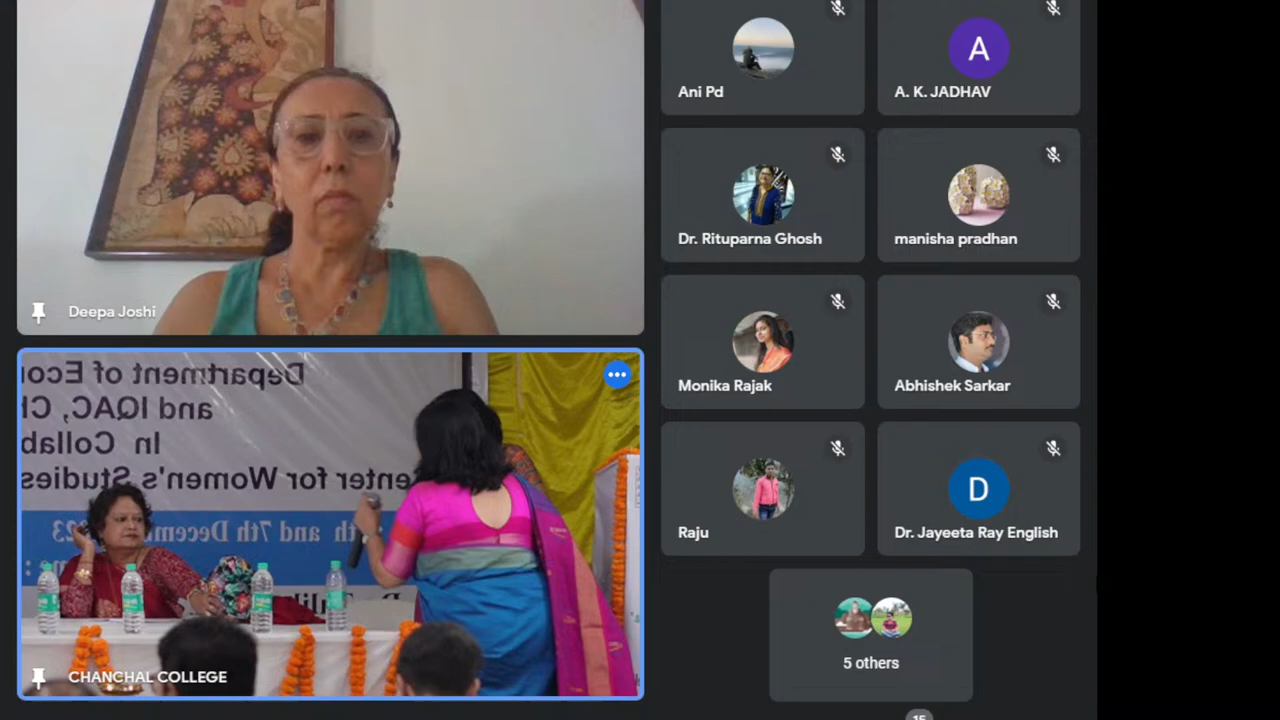 Deepa Joshi
Department of Eco
and IQAC, Ch
In Collab
enter for Women's Studies
th and 7th December
CHANCHAL COLLEGE
Ani Pd
A
A. K. JADHAV
Dr. Rituparna Ghosh
manisha pradhan
Monika Rajak
Abhishek Sarkar
Raju
D
Dr. Jayeeta Ray English
5 others